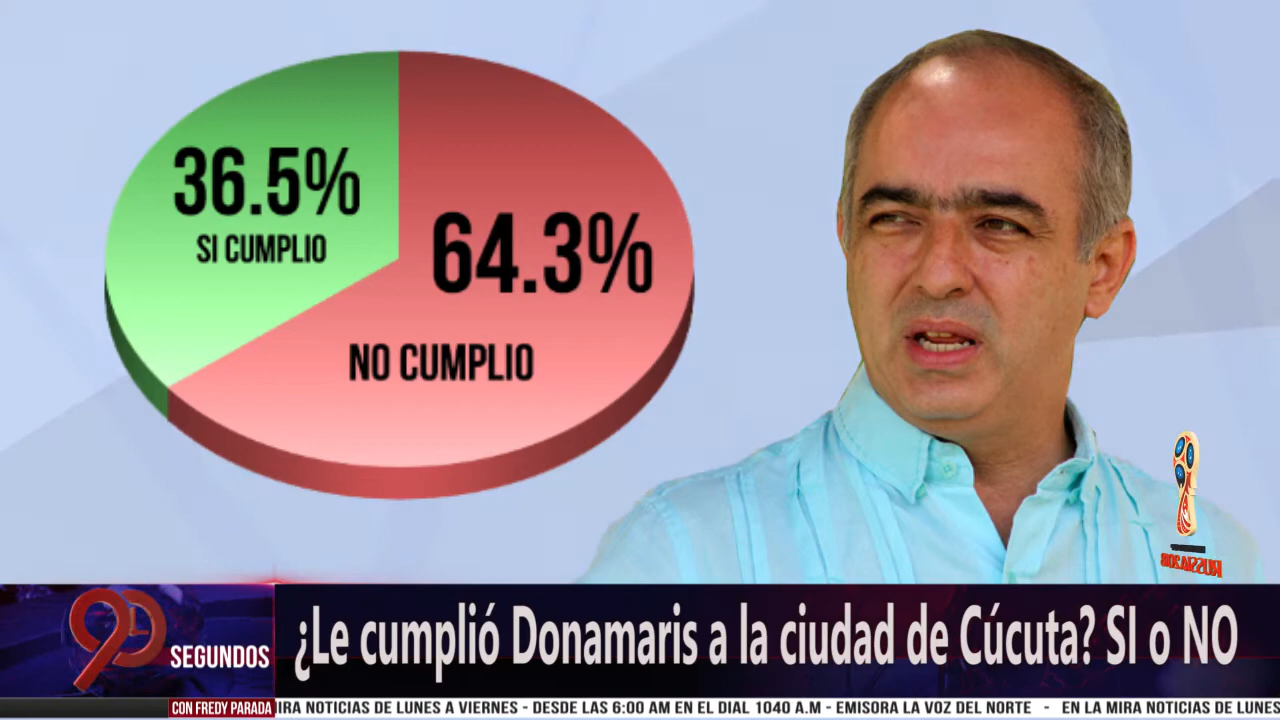 36.5%
SI CUMPLIO
64.3%
NO CUMPLIO
RUSSIA2018
90
SEGUNDOS
¿Le cumplió Donamaris a la ciudad de Cúcuta? SI o NO
CON FREDY PARADA
IRA NOTICIAS DE LUNES A VIERNES - DESDE LAS 6:00 AM EN EL DIAL 1040 A.M - EMISORA LA VOZ DEL NORTE - EN LA MIRA NOTICIAS DE LUNES